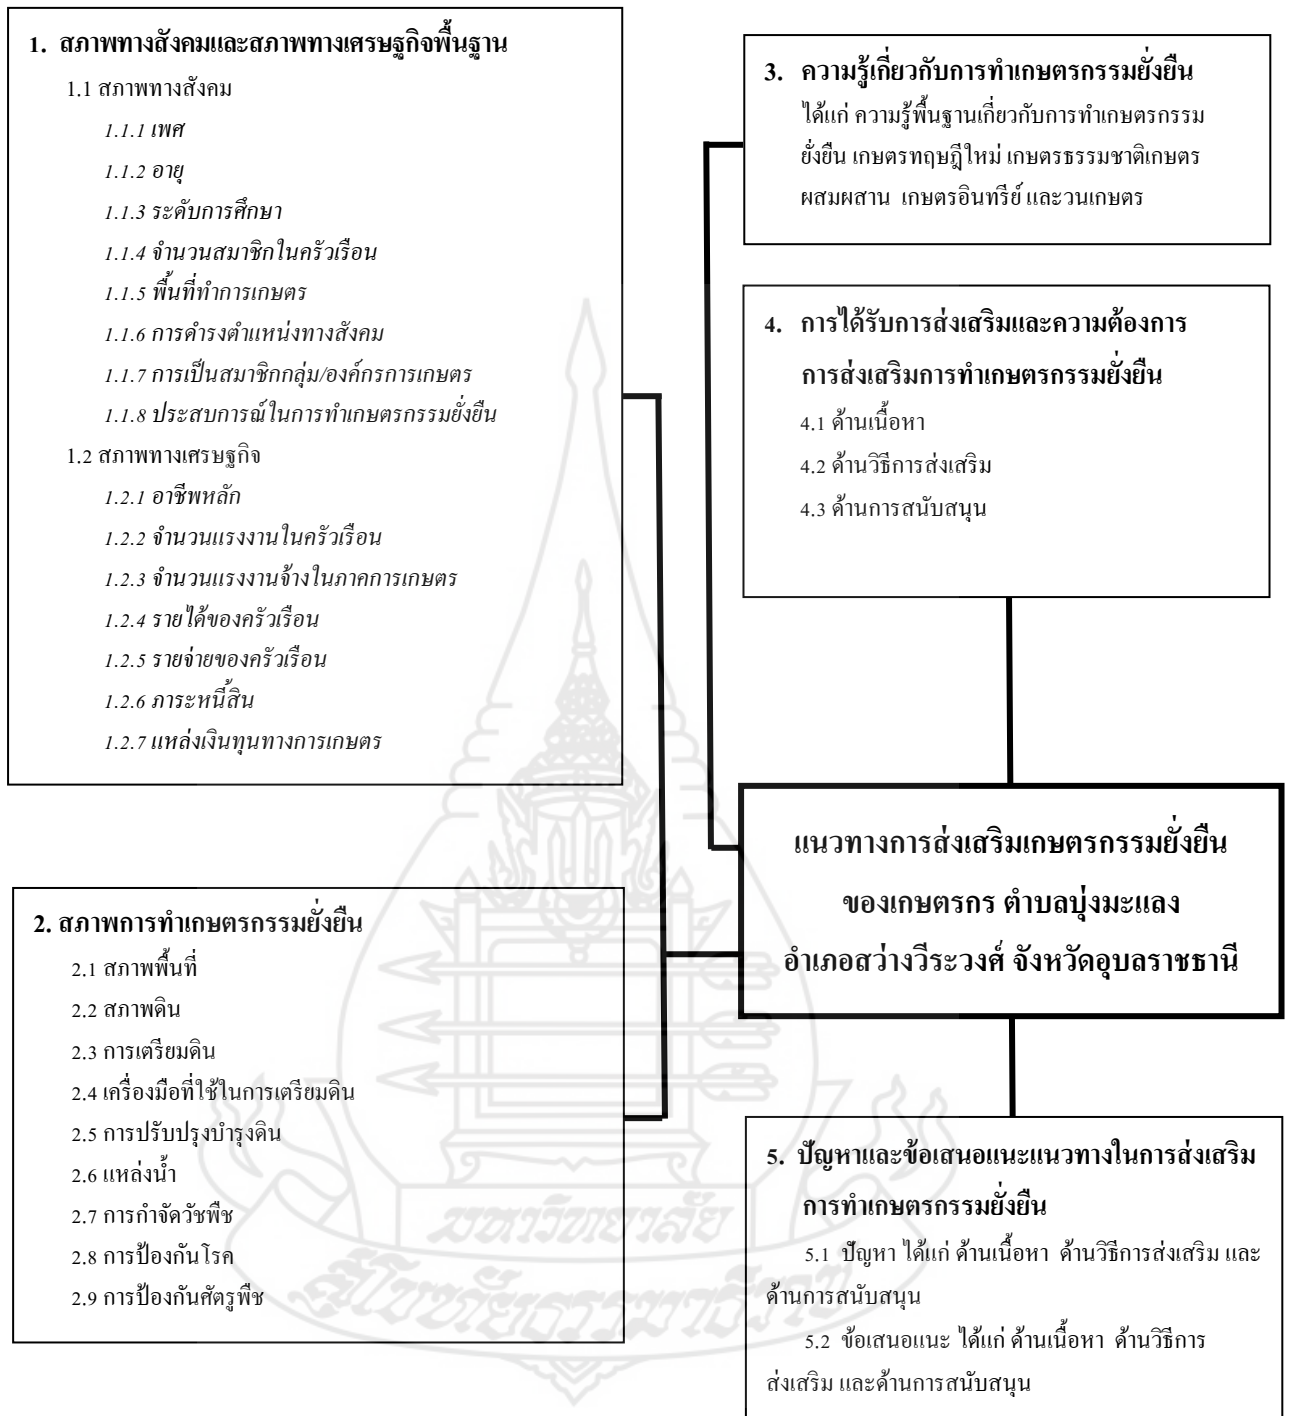 1. สภาพทางสังคมและสภาพทางเศรษฐกิจพื้นฐาน
1.1 สภาพทางสังคม
1.1.1 เพศ
1.1.2 อายุ
1.1.3 ระดับการศึกษา
1.1.4 จำนวนสมาชิกในครัวเรือน
1.1.5 พื้นที่ทำการเกษตร
1.1.6 การดำรงตำแหน่งทางสังคม
1.1.7 การเป็นสมาชิกกลุ่ม/องค์กรการเกษตร
1.1.8 ประสบการณ์ในการทำเกษตรกรรมยั่งยืน
1.2 สภาพทางเศรษฐกิจ
1.2.1 อาชีพหลัก
1.2.2 จำนวนแรงงานในครัวเรือน
1.2.3 จำนวนแรงงานจ้างในภาคการเกษตร
1.2.4 รายได้ของครัวเรือน
1.2.5 รายจ่ายของครัวเรือน
1.2.6 ภาระหนี้สิน
1.2.7 แหล่งเงินทุนทางการเกษตร
2. สภาพการทำเกษตรกรรมยั่งยืน
2.1 สภาพพื้นที่
2.2 สภาพดิน
2.3 การเตรียมดิน
2.4 เครื่องมือที่ใช้ในการเตรียมดิน
2.5 การปรับปรุงบำรุงดิน
2.6 แหล่งน้ำ
2.7 การกำจัดวัชพืช
2.8 การป้องกันโรค
2.9 การป้องกันศัตรูพืช
3. ความรู้เกี่ยวกับการทำเกษตรกรรมยั่งยืน
ได้แก่ ความรู้พื้นฐานเกี่ยวกับการทำเกษตรกรรม
ยั่งยืน เกษตรทฤษฎีใหม่ เกษตรธรรมชาติเกษตร
ผสมผสาน เกษตรอินทรีย์ และวนเกษตร
4. การได้รับการส่งเสริมและความต้องการ
การส่งเสริมการทำเกษตรกรรมยั่งยืน
4.1 ด้านเนื้อหา
4.2 ด้านวิธีการส่งเสริม
4.3 ด้านการสนับสนุน
แนวทางการส่งเสริมเกษตรกรรมยั่งยืน
ของเกษตรกร ตำบลบุ่งมะแลง
อำเภอสว่างวีระวงศ์ จังหวัดอุบลราชธานี
5. ปัญหาและข้อเสนอแนะแนวทางในการส่งเสริม
การทำเกษตรกรรมยั่งยืน
5.1 ปัญหา ได้แก่ ด้านเนื้อหา ด้านวิธีการส่งเสริม และ
ด้านการสนับสนุน
5.2 ข้อเสนอแนะ ได้แก่ ด้านเนื้อหา ด้านวิธีการ
ส่งเสริม และด้านการสนับสนุน
มหาวิทยาลัย
สุโขทัยธรรมาธิราช